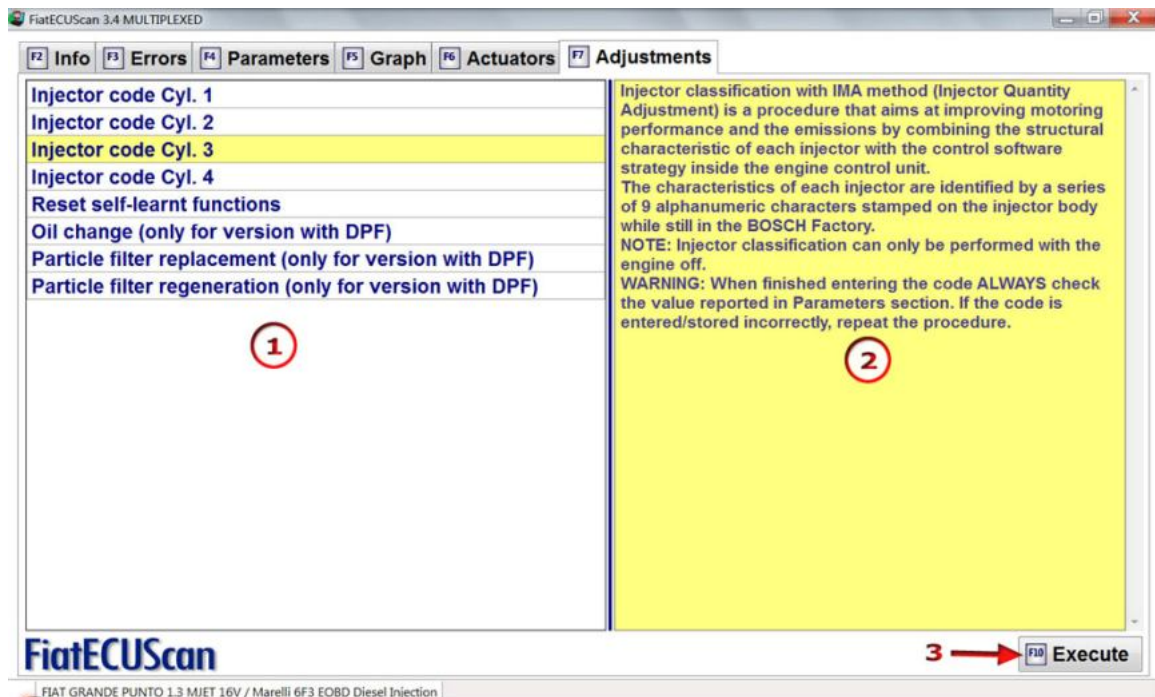 FiatECUScan 3.4 MULTIPLEXED
F2 Info F3 Errors F4 Parameters F5 Graph F6 Actuators F7 Adjustments
Injector code Cyl. 1
Injector code Cyl. 2
Injector code Cyl. 3
Injector code Cyl. 4
Reset self-learnt functions
Oil change (only for version with DPF)
Particle filter replacement (only for version with DPF)
Particle filter regeneration (only for version with DPF)
1
Injector classification with IMA method (Injector Quantity
Adjustment) is a procedure that aims at improving motoring
performance and the emissions by combining the structural
characteristic of each injector with the control software
strategy inside the engine control unit.
The characteristics of each injector are identified by a series
of 9 alphanumeric characters stamped on the injector body
while still in the BOSCH Factory.
NOTE: Injector classification can only be performed with the
engine off.
WARNING: When finished entering the code ALWAYS check
the value reported in Parameters section. If the code is
entered/stored incorrectly, repeat the procedure.
2
FiatECUScan
3 F10 Execute
FIAT GRANDE PUNTO 1.3 MJET 16V / Marelli 6F3 EOBD Diesel Injection